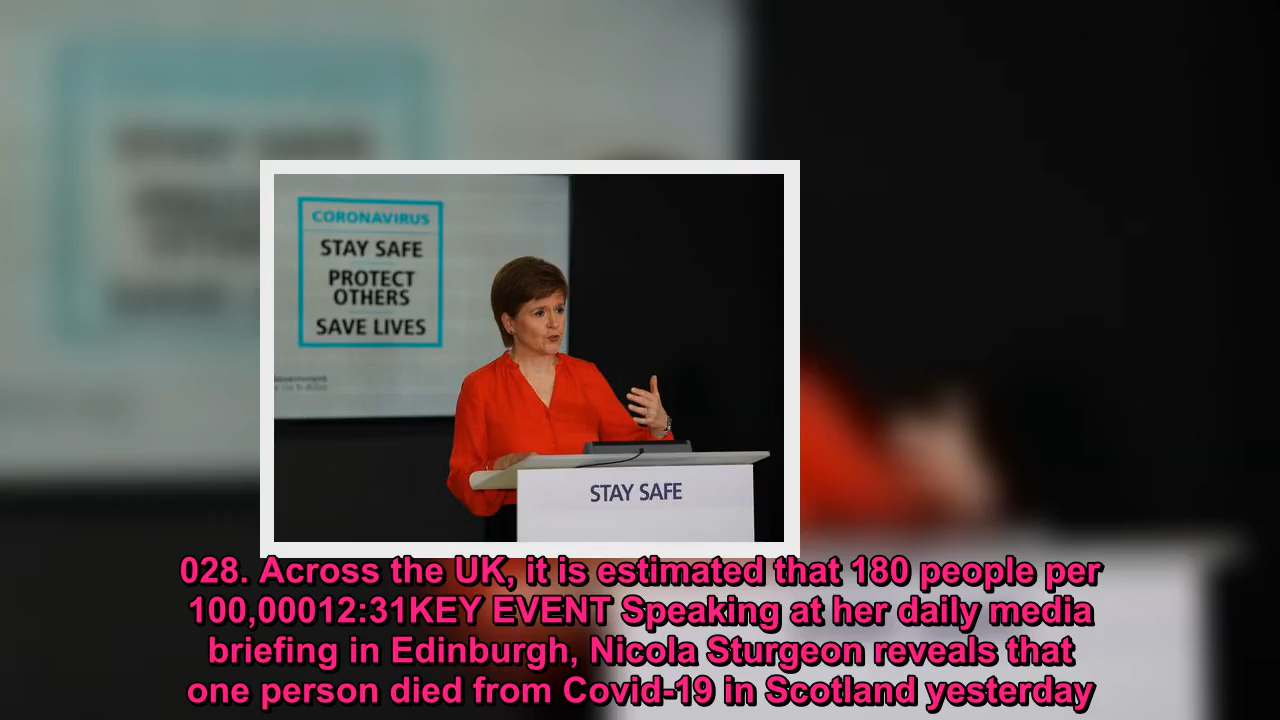 CORONAVIRUS
STAY SAFE
PROTECT
OTHERS
SAVE LIVES
STAY SAFE
028. Across the UK, it is estimated that 180 people per
100,00012:31KEY EVENT Speaking at her daily media
briefing in Edinburgh, Nicola Sturgeon reveals that
one person died from Covid-19 in Scotland yesterday